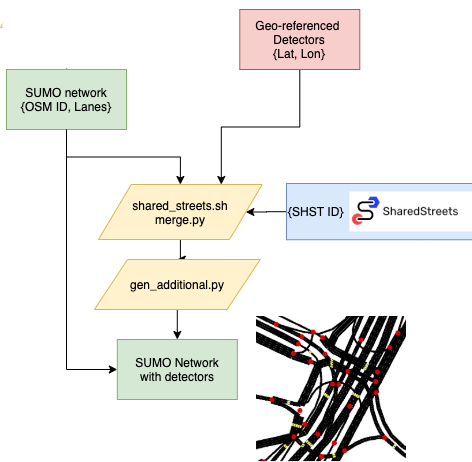 Geo-referenced
Detectors
{Lat, Lon}
SUMO network
{OSM ID, Lanes}
shared_streets.sh
merge.py
{SHST ID}
SharedStreets
gen_additional.py
SUMO Network
with detectors